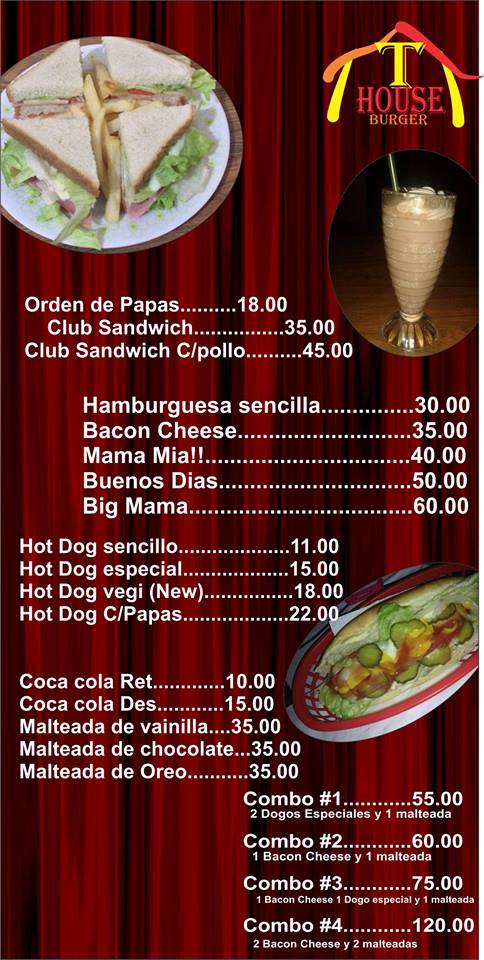 T
HOUSE
BURGER
Orden de Papas..........18.00
Club Sandwich................35.00
Club Sandwich C/pollo..........45.00
Hamburguesa sencilla...............30.00
Bacon Cheese............................35.00
Mama Mia!!.................................40.00
Buenos Dias...............................50.00
Big Mama....................................60.00
Hot Dog sencillo....................11.00
Hot Dog especial...................15.00
Hot Dog vegi (New)................18.00
Hot Dog C/Papas...................22.00
Coca cola Ret.............10.00
Coca cola Des............15.00
Malteada de vainilla....35.00
Malteada de chocolate...35.00
Malteada de Oreo...........35.00
Combo #1............55.00
2 Dogos Especiales y 1 malteada
Combo #2............60.00
1 Bacon Cheese y 1 malteada
Combo #3............75.00
1 Bacon Cheese 1 Dogo especial y 1 malteada
Combo #4............120.00
2 Bacon Cheese y 2 malteadas